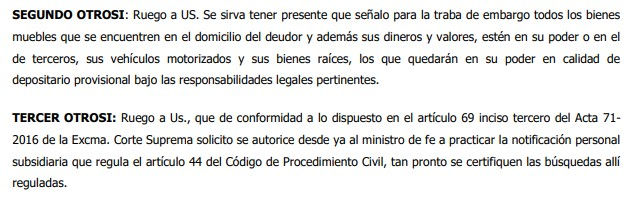 SEGUNDO OTROSI: Ruego a US. Se sirva tener presente que señalo para la traba de embargo todos los bienes
muebles que se encuentren en el domicilio del deudor y además sus dineros y valores, estén en su poder o en el
de terceros, sus vehículos motorizados y sus bienes raíces, los que quedarán en su poder en calidad de
depositario provisional bajo las responsabilidades legales pertinentes.
TERCER OTROSI: Ruego a Us., que de conformidad a lo dispuesto en el artículo 69 inciso tercero del Acta 71-
2016 de la Excma. Corte Suprema solicito se autorice desde ya al ministro de fe a practicar la notificación personal
subsidiaria que regula el artículo 44 del Código de Procedimiento Civil, tan pronto se certifiquen las búsquedas allí
reguladas.